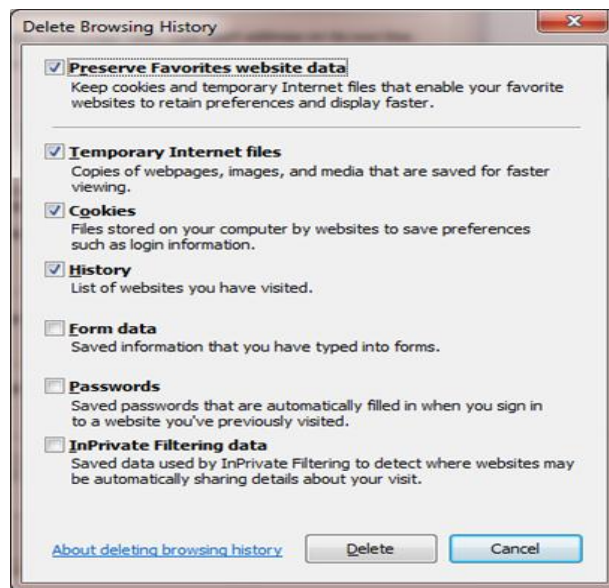 Delete Browsing History
Preserve Favorites website data
Keep cookies and temporary Internet files that enable your favorite
websites to retain preferences and display faster.
Temporary Internet files
Copies of webpages, images, and media that are saved for faster
viewing.
Cookies
Files stored on your computer by websites to save preferences
such as login information.
History
List of websites you have visited.
Form data
Saved information that you have typed into forms.
Passwords
Saved passwords that are automatically filled in when you sign in
to a website you've previously visited.
InPrivate Filtering data
Saved data used by InPrivate Filtering to detect where websites may
be automatically sharing details about your visit.
About deleting browsing history Delete Cancel